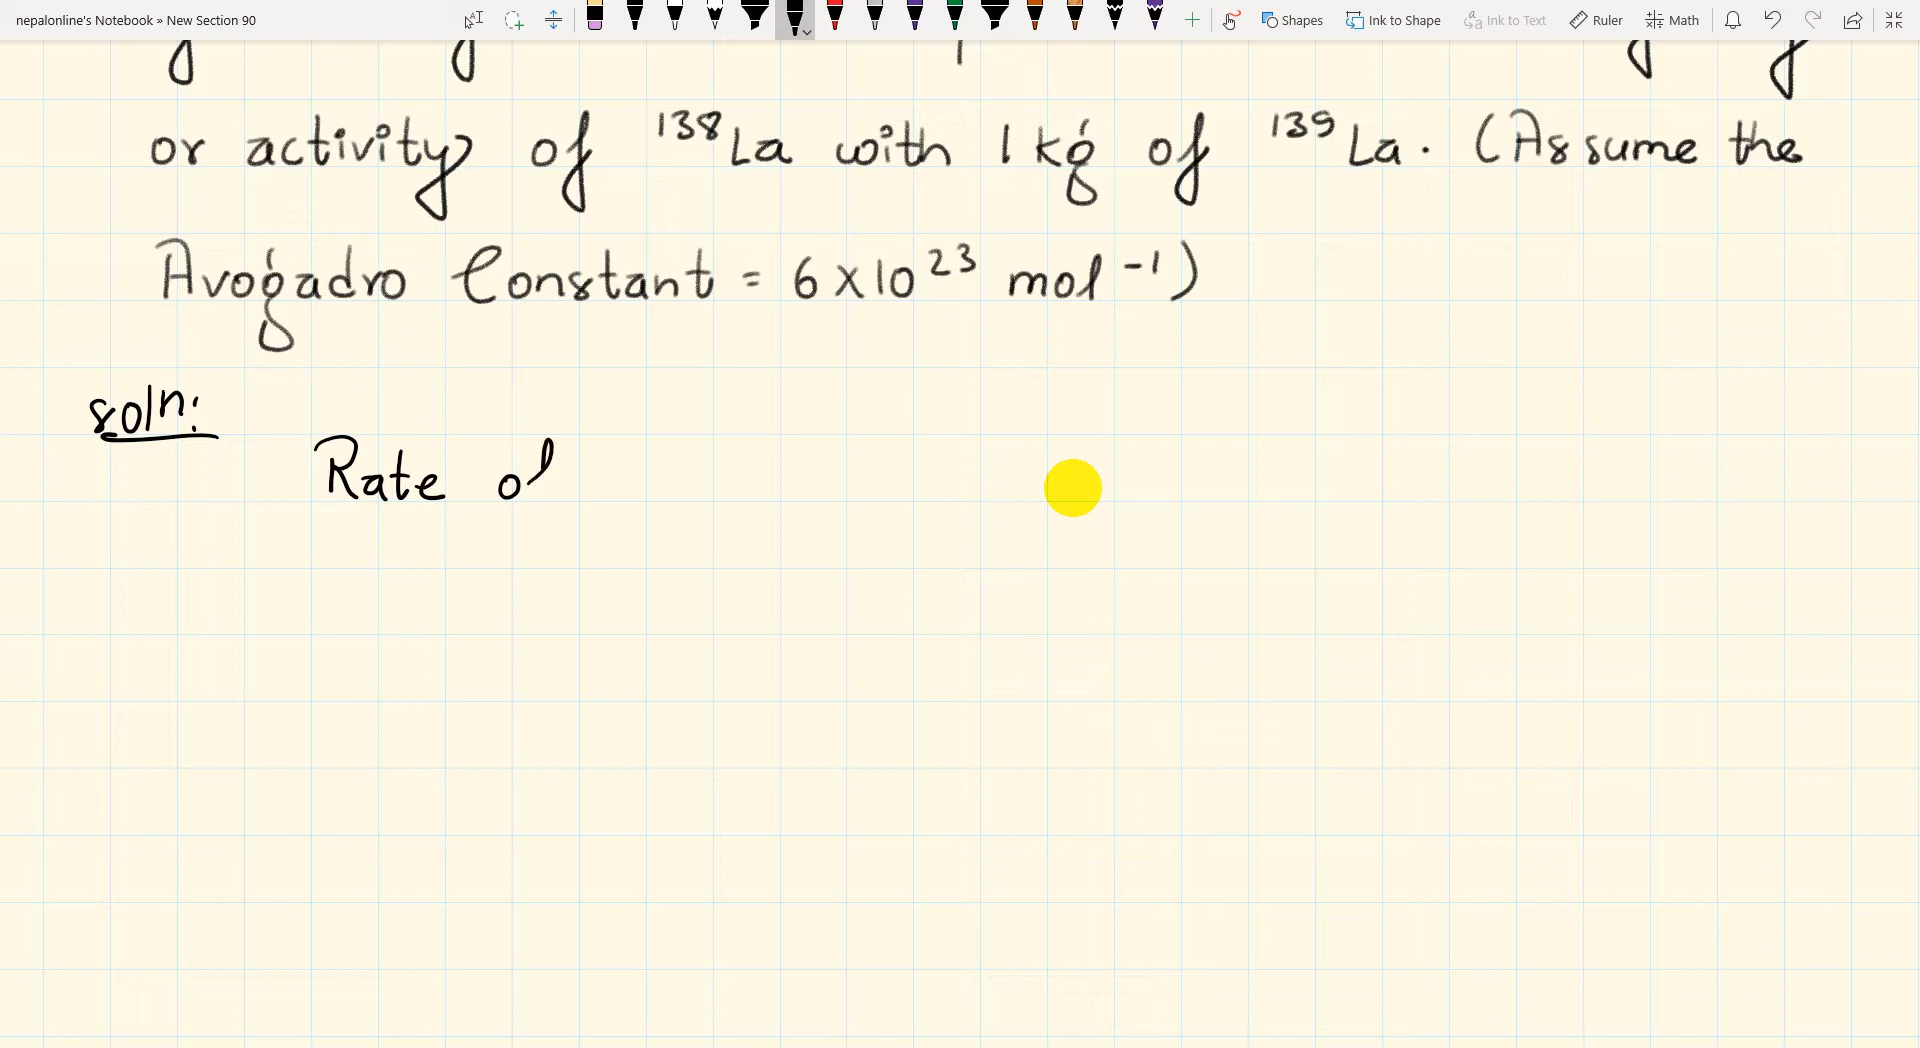 nepalonline's Notebook » New Section 90 Shapes Ink to Shape Ink to Text Ruler Math
or activity of ¹³⁸La with 1 kg of ¹³⁹La. (Assume the
Avogadro Constant = 6 × 10²³ mol⁻¹)
soln:
Rate of